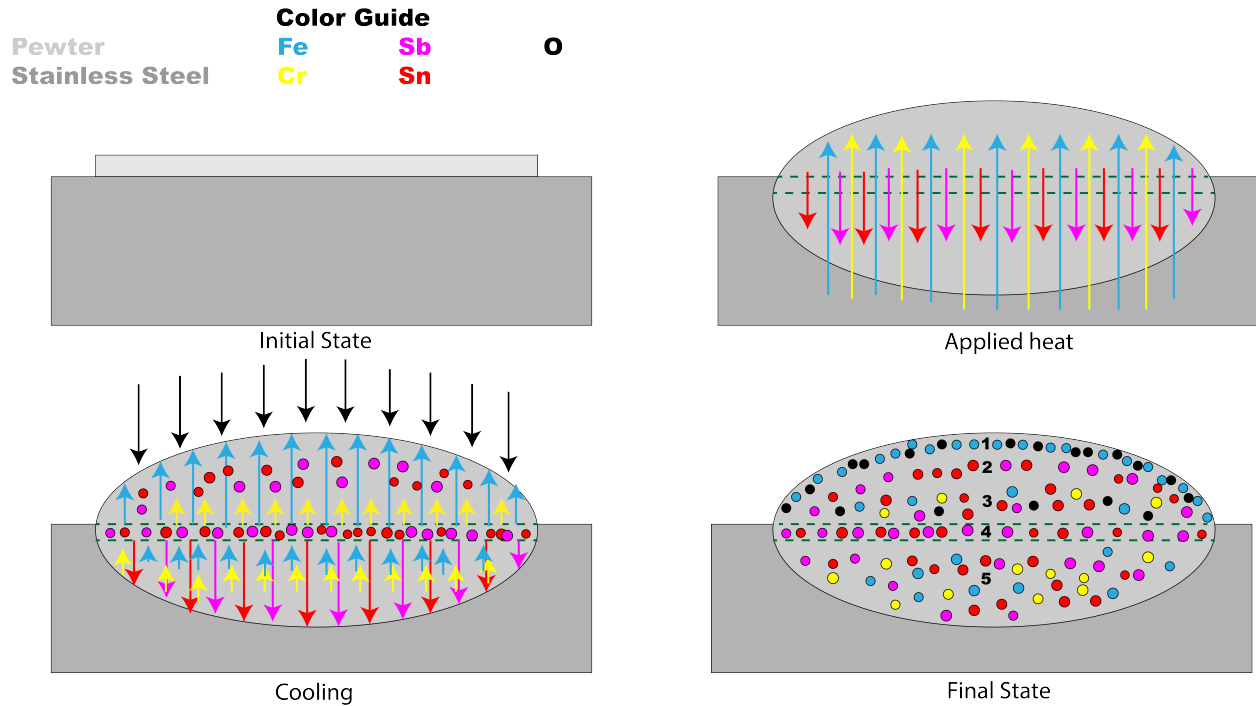 Color Guide
Pewter Fe Sb O
Stainless Steel Cr Sn
Initial State
Applied heat
Cooling
1
2
3
4
5
Final State